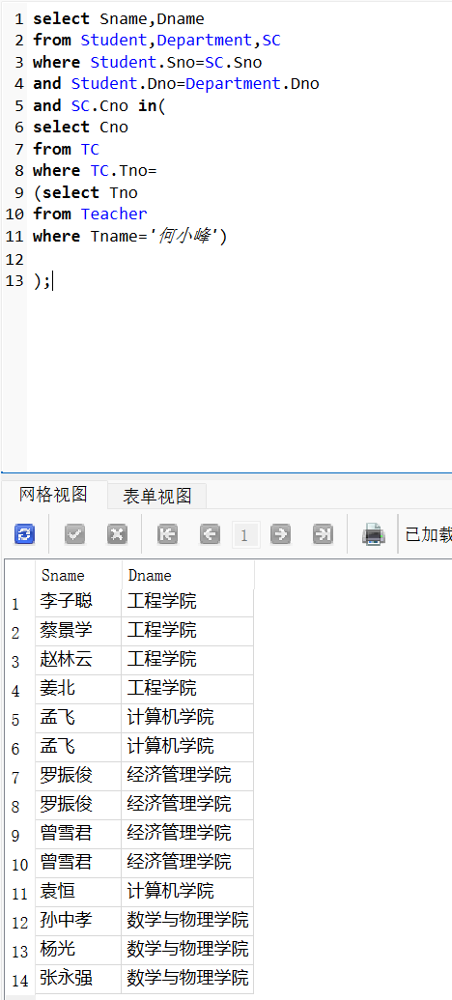 1 select Sname,Dname
2 from Student,Department,SC
3 where Student.Sno=SC.Sno
4 and Student.Dno=Department.Dno
5 and SC.Cno in(
6 select Cno
7 from TC
8 where TC.Tno=
9 (select Tno
10 from Teacher
11 where Tname='何小峰')
12
13 );
网格视图 表单视图
1 已加载
Sname Dname
1 李子聪 工程学院
2 蔡景学 工程学院
3 赵林云 工程学院
4 姜北 工程学院
5 孟飞 计算机学院
6 孟飞 计算机学院
7 罗振俊 经济管理学院
8 罗振俊 经济管理学院
9 曾雪君 经济管理学院
10 曾雪君 经济管理学院
11 袁恒 计算机学院
12 孙中孝 数学与物理学院
13 杨光 数学与物理学院
14 张永强 数学与物理学院